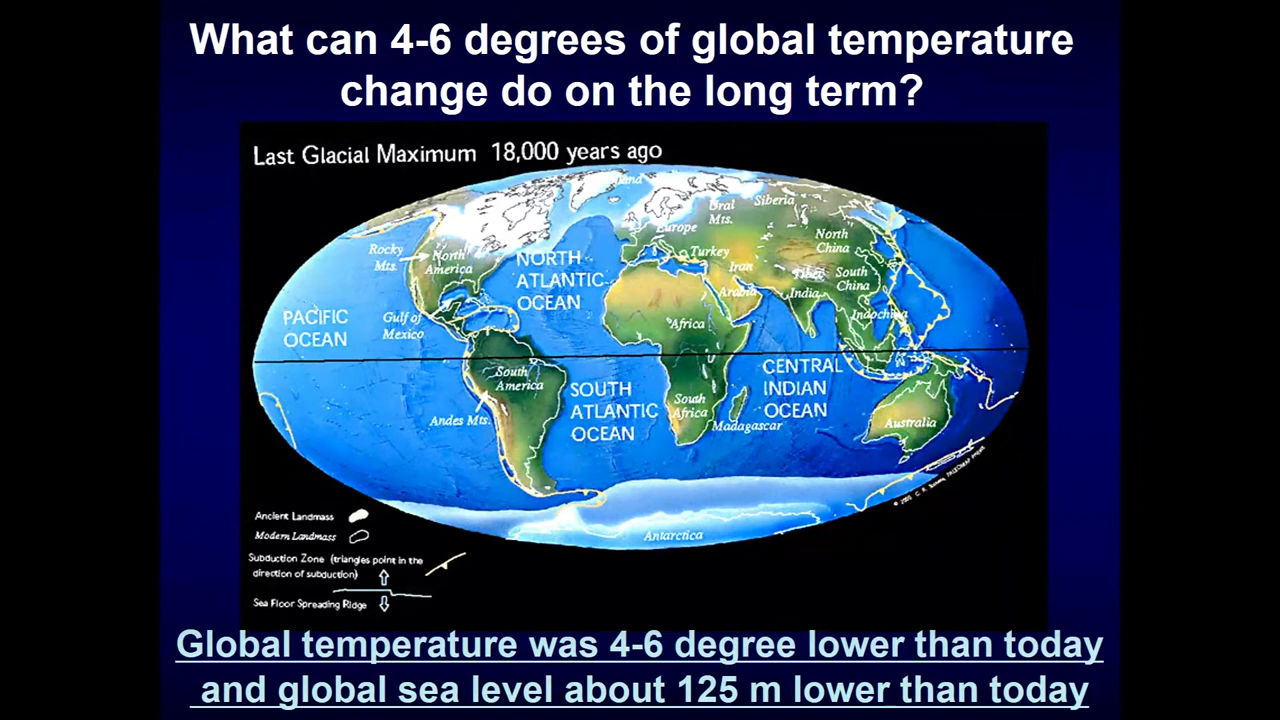 What can 4-6 degrees of global temperature
change do on the long term?
Last Glacial Maximum 18,000 years ago
Ural
Mts.
Siberia
Europe
Rocky
Mts.
North
America
NORTH
ATLANTIC
OCEAN
Turkey
Iran
Arabia
North
China
Tibet
South
China
India
Indochina
PACIFIC
OCEAN
Gulf of
Mexico
Africa
South
America
Andes Mts.
SOUTH
ATLANTIC
OCEAN
South
Africa
Madagascar
CENTRAL
INDIAN
OCEAN
Australia
Antarctica
Ancient Landmass
Modern Landmass
Subduction Zone (triangles point in the
direction of subduction)
Sea Floor Spreading Ridge
Global temperature was 4-6 degree lower than today
and global sea level about 125 m lower than today